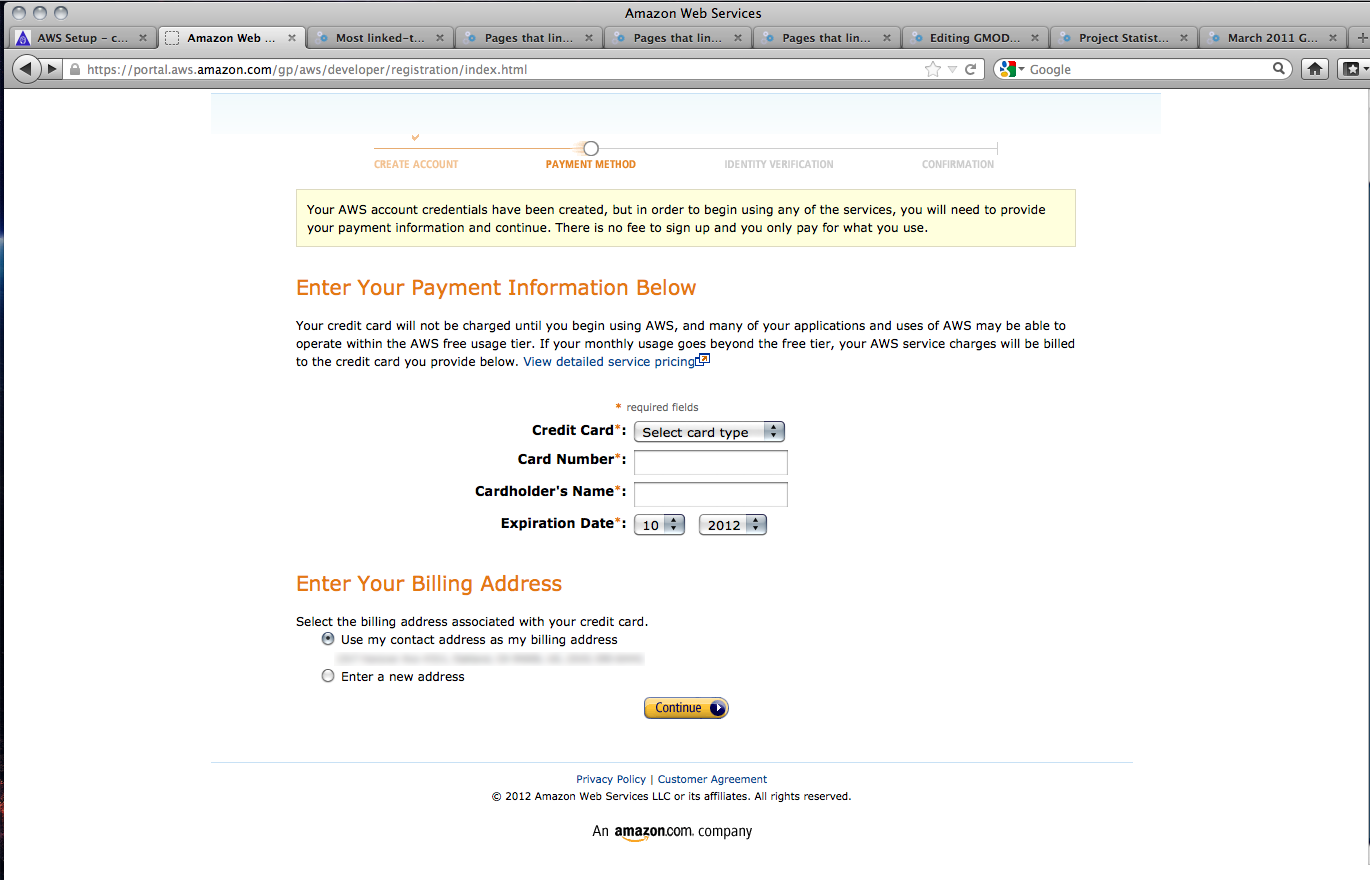 Amazon Web Services
AWS Setup – c...
Amazon Web ...
Most linked-t...
Pages that lin...
Pages that lin...
Pages that lin...
Editing GMOD...
Project Statist...
March 2011 G...
https://portal.aws.amazon.com/gp/aws/developer/registration/index.html
Google
CREATE ACCOUNT
PAYMENT METHOD
IDENTITY VERIFICATION
CONFIRMATION
Your AWS account credentials have been created, but in order to begin using any of the services, you will need to provide
your payment information and continue. There is no fee to sign up and you only pay for what you use.
Enter Your Payment Information Below
Your credit card will not be charged until you begin using AWS, and many of your applications and uses of AWS may be able to
operate within the AWS free usage tier. If your monthly usage goes beyond the free tier, your AWS service charges will be billed
to the credit card you provide below. View detailed service pricing
* required fields
Credit Card*: Select card type
Card Number*:
Cardholder's Name*:
Expiration Date*: 10 2012
Enter Your Billing Address
Select the billing address associated with your credit card.
Use my contact address as my billing address
Enter a new address
Continue
Privacy Policy | Customer Agreement
© 2012 Amazon Web Services LLC or its affiliates. All rights reserved.
An amazon.com. company